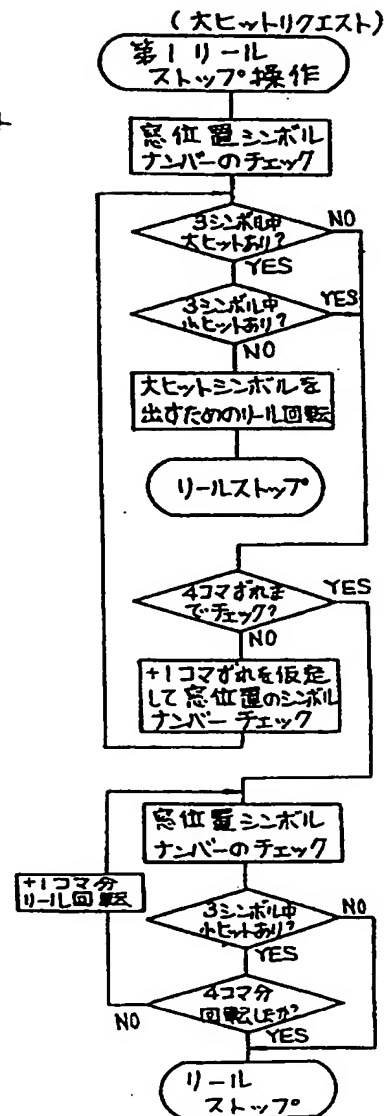 (大ヒットリクエスト)
第1リール
ストップ操作
窓位置シンボル
ナンバーのチェック
3シンボル中
大ヒットあり?
NO
YES
3シンボル中
小ヒットあり?
YES
NO
大ヒットシンボルを
出すためのリール回転
リールストップ
4コマずれま
でチェック?
YES
NO
+1コマずれを仮定
して窓位置のシンボル
ナンバーチェック
窓位置シンボル
ナンバーのチェック
+1コマ分
リール回転
3シンボル中
小ヒットあり?
NO
YES
4コマ分
回転したか?
NO
YES
リール
ストップ